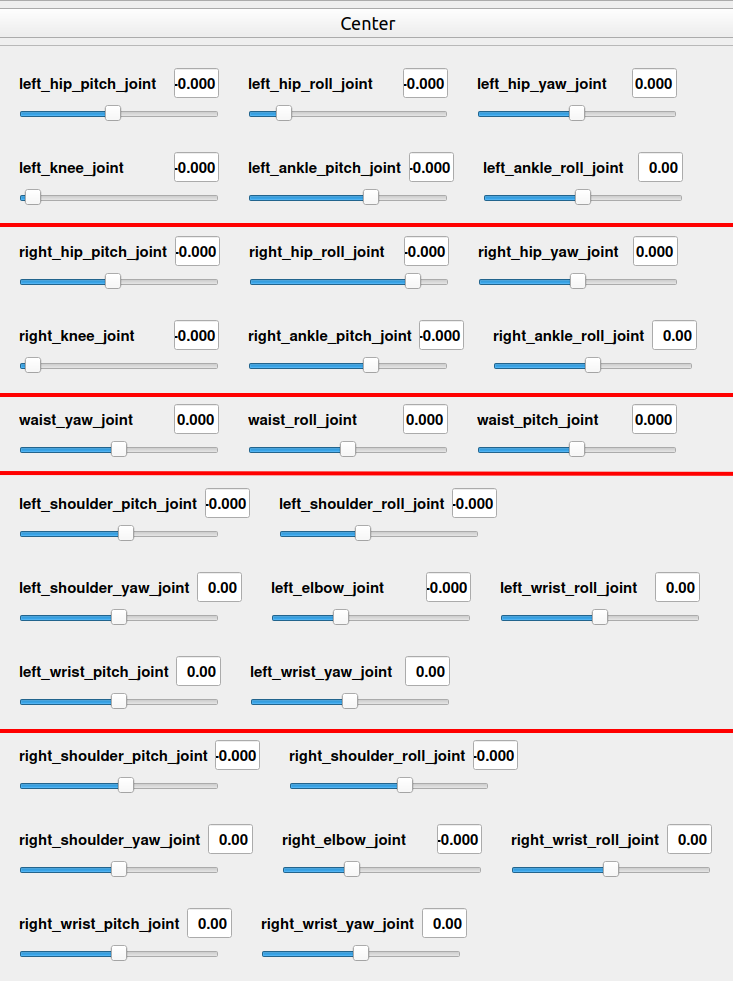 Center
left_hip_pitch_joint -0.000 left_hip_roll_joint -0.000 left_hip_yaw_joint 0.000
left_knee_joint -0.000 left_ankle_pitch_joint -0.000 left_ankle_roll_joint 0.00
right_hip_pitch_joint -0.000 right_hip_roll_joint -0.000 right_hip_yaw_joint 0.000
right_knee_joint -0.000 right_ankle_pitch_joint -0.000 right_ankle_roll_joint 0.00
waist_yaw_joint 0.000 waist_roll_joint 0.000 waist_pitch_joint 0.000
left_shoulder_pitch_joint -0.000 left_shoulder_roll_joint -0.000
left_shoulder_yaw_joint 0.00 left_elbow_joint -0.000 left_wrist_roll_joint 0.00
left_wrist_pitch_joint 0.00 left_wrist_yaw_joint 0.00
right_shoulder_pitch_joint -0.000 right_shoulder_roll_joint -0.000
right_shoulder_yaw_joint 0.00 right_elbow_joint -0.000 right_wrist_roll_joint 0.00
right_wrist_pitch_joint 0.00 right_wrist_yaw_joint 0.00